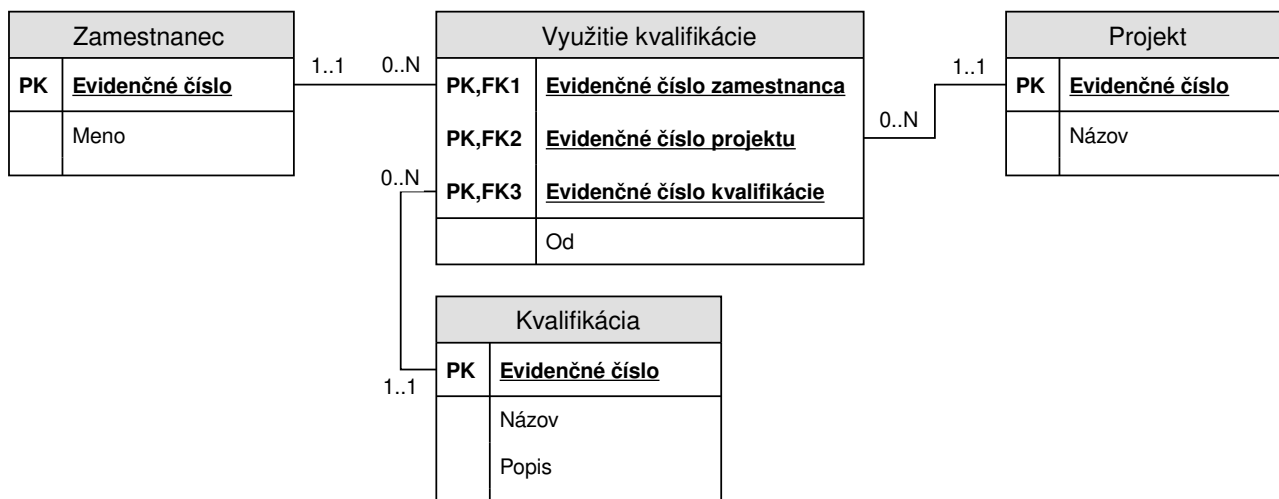 Zamestnanec
PK Evidenčné číslo
Meno
1..1 0..N
Využitie kvalifikácie
PK,FK1 Evidenčné číslo zamestnanca
PK,FK2 Evidenčné číslo projektu
PK,FK3 Evidenčné číslo kvalifikácie
Od
0..N
1..1
Projekt
PK Evidenčné číslo
Názov
0..N
1..1
Kvalifikácia
PK Evidenčné číslo
Názov
Popis